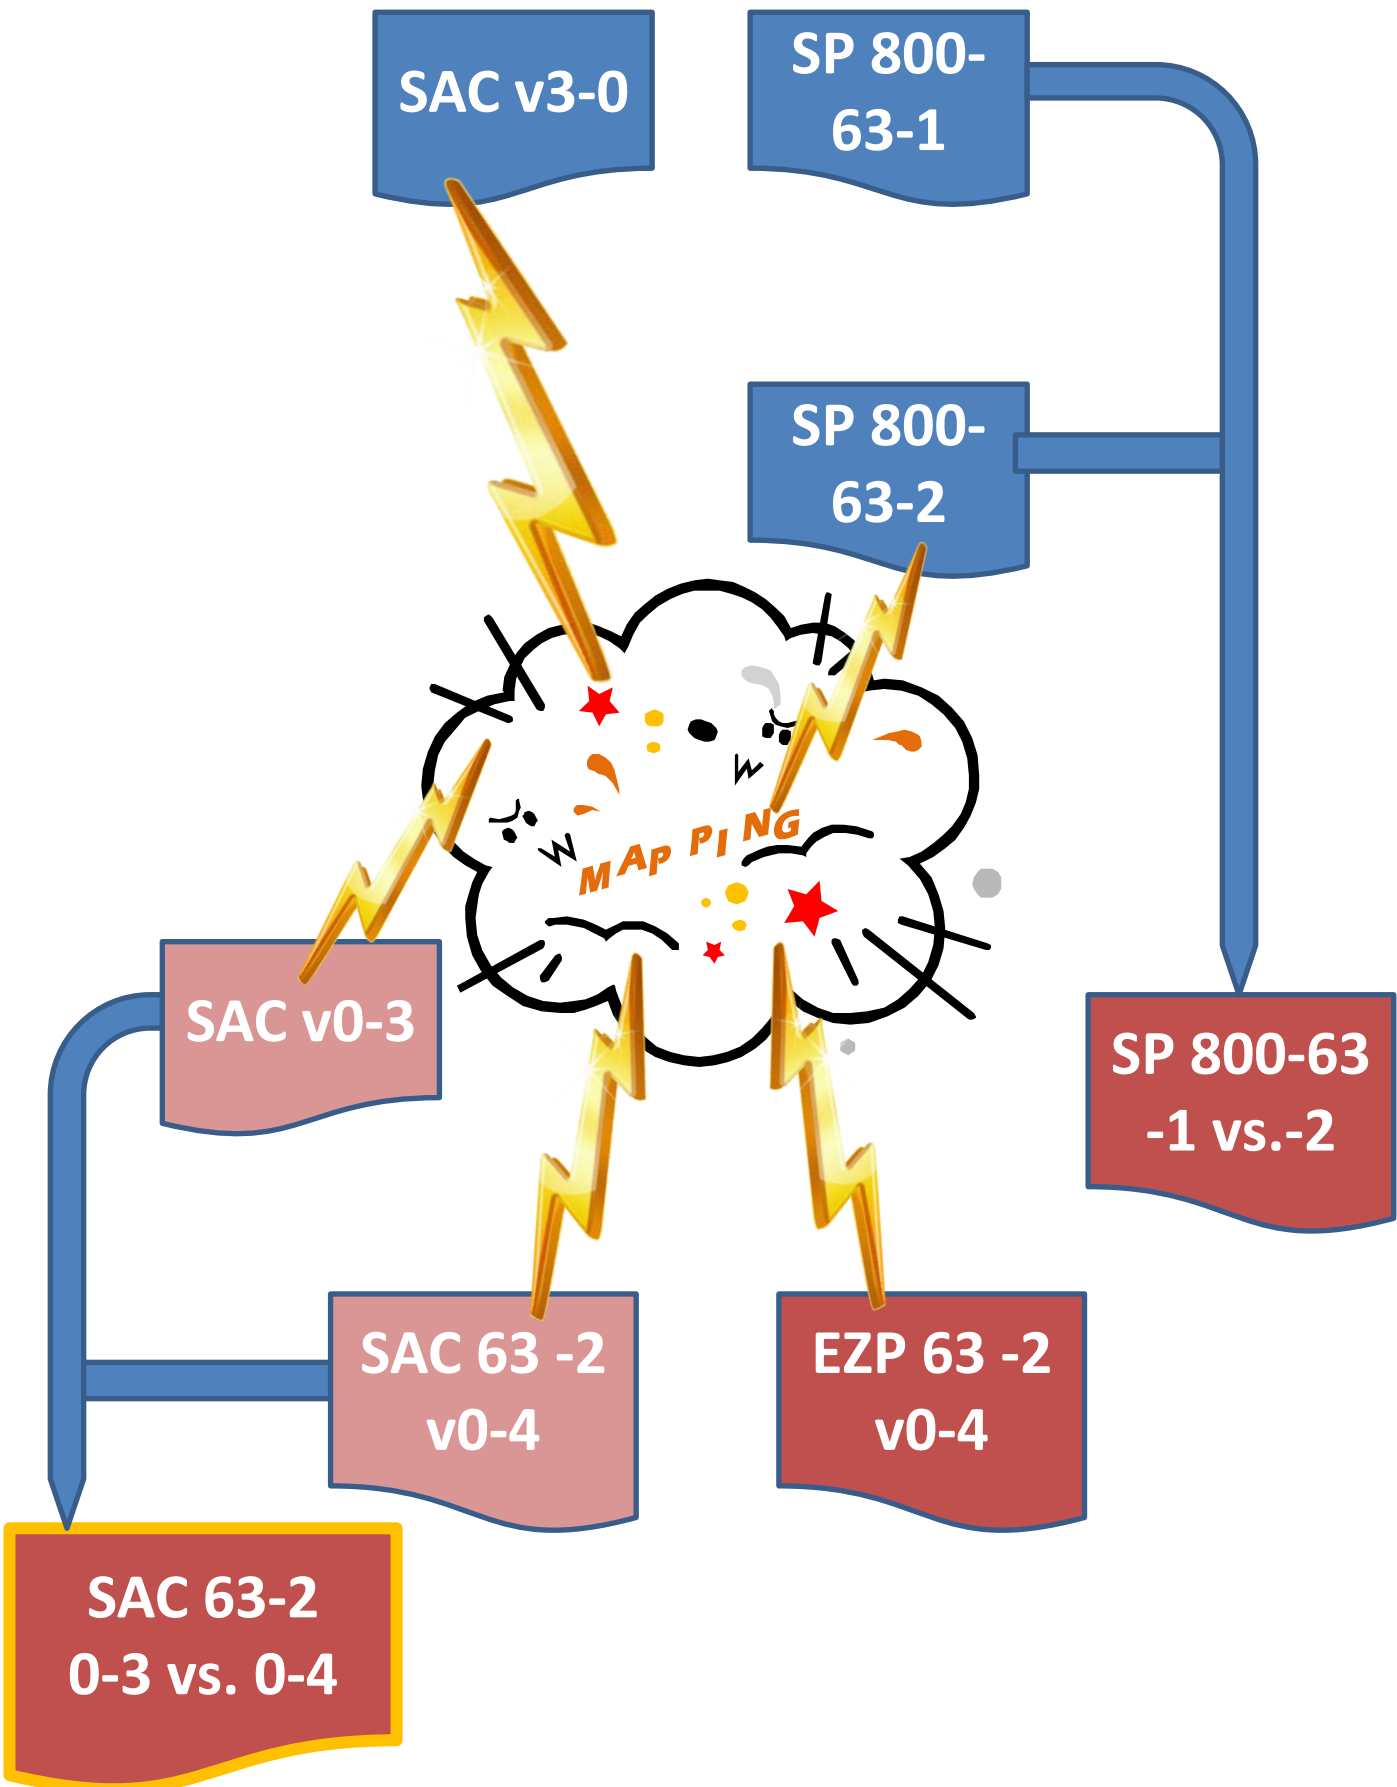 SAC v3-0
SP 800-
63-1
SP 800-
63-2
MAPPING
SAC v0-3
SP 800-63
-1 vs.-2
SAC 63 -2
v0-4
EZP 63 -2
v0-4
SAC 63-2
0-3 vs. 0-4